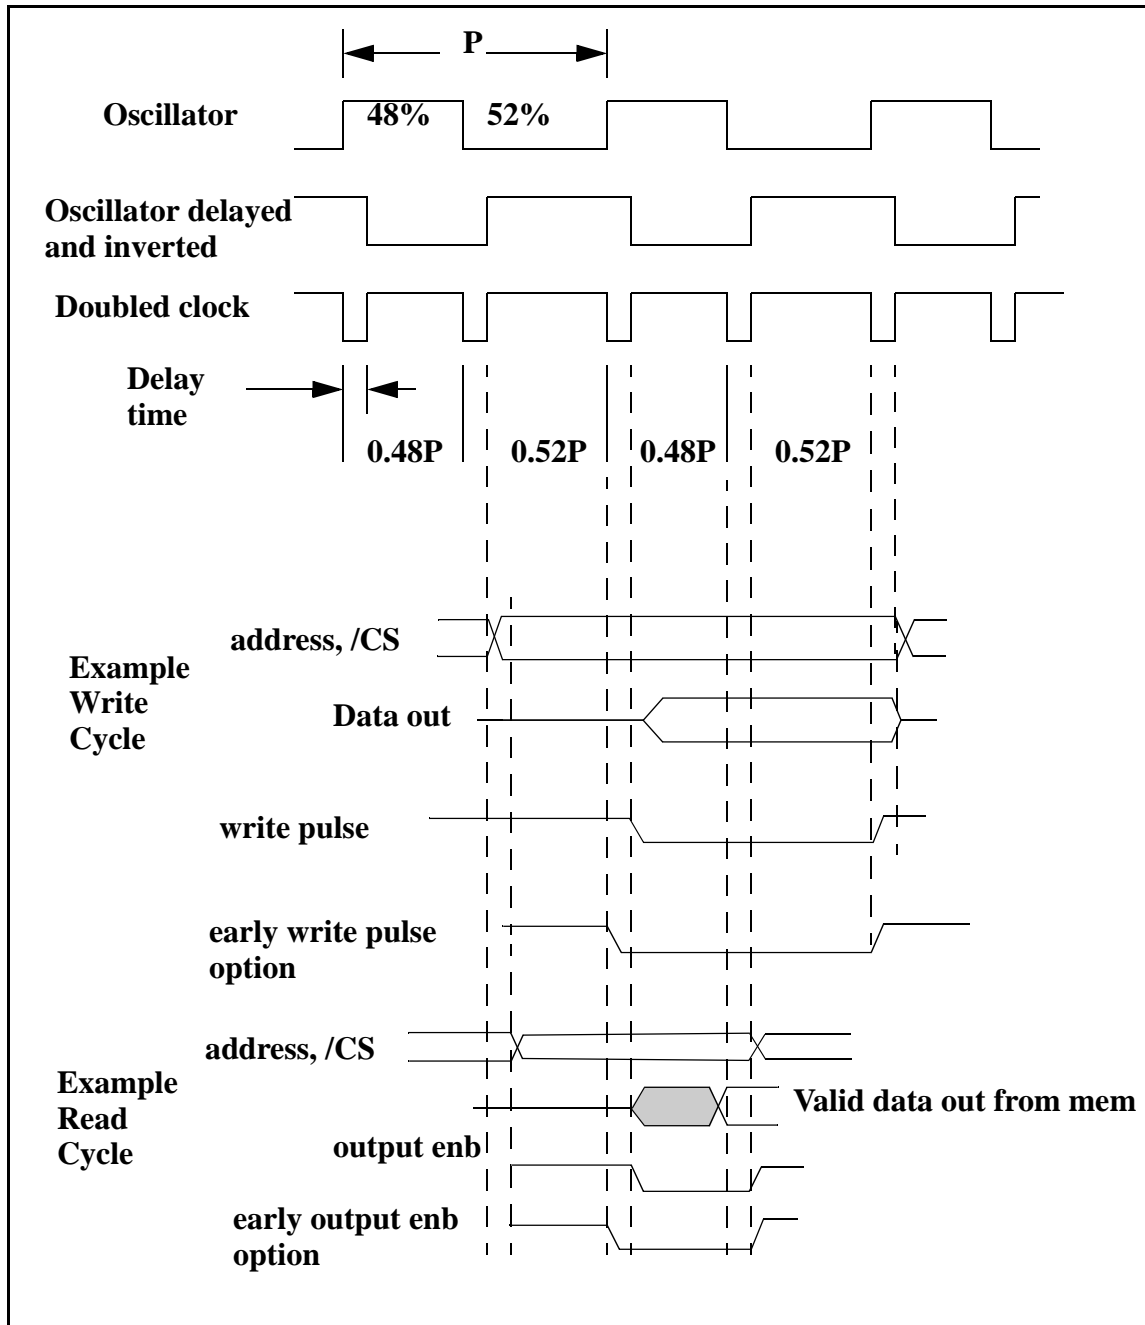 P
Oscillator
48%
52%
Oscillator delayed
and inverted
Doubled clock
Delay
time
0.48P
0.52P
0.48P
0.52P
address, /CS
Example
Write
Cycle
Data out
write pulse
early write pulse
option
address, /CS
Example
Read
Cycle
Valid data out from mem
output enb
early output enb
option